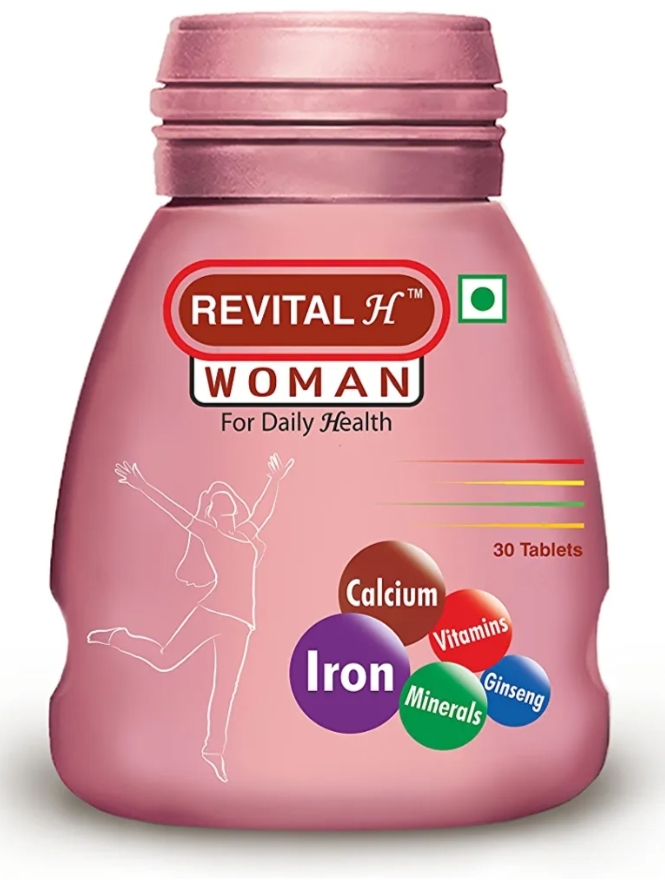 REVITAL H™
WOMAN
For Daily Health
30 Tablets
Calcium
Vitamins
Iron
Ginseng
Minerals